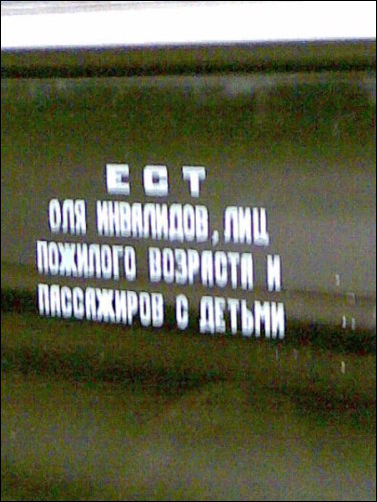 ЕСТ
ОЛЯ ИНВАЛИДОВ, ЛИЦ
ПОЖИЛОГО ВОЗРАСТА И
ПАССАЖИРОВ С ДЕТЬМИ